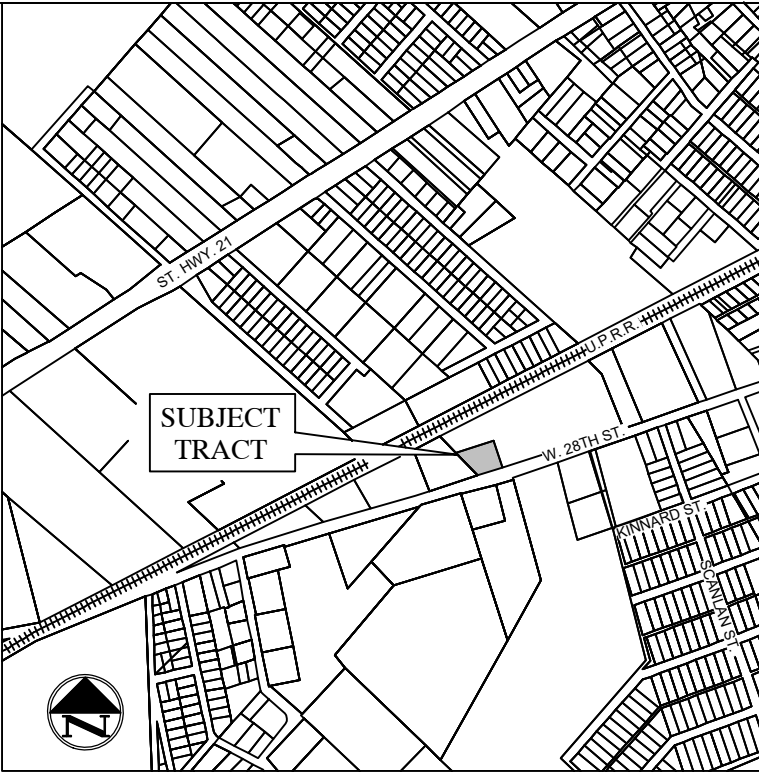 ST. HWY. 21
U.P.R.R.
SUBJECT
TRACT
W. 28TH ST.
KINNARD ST.
SCANLAN ST.
N